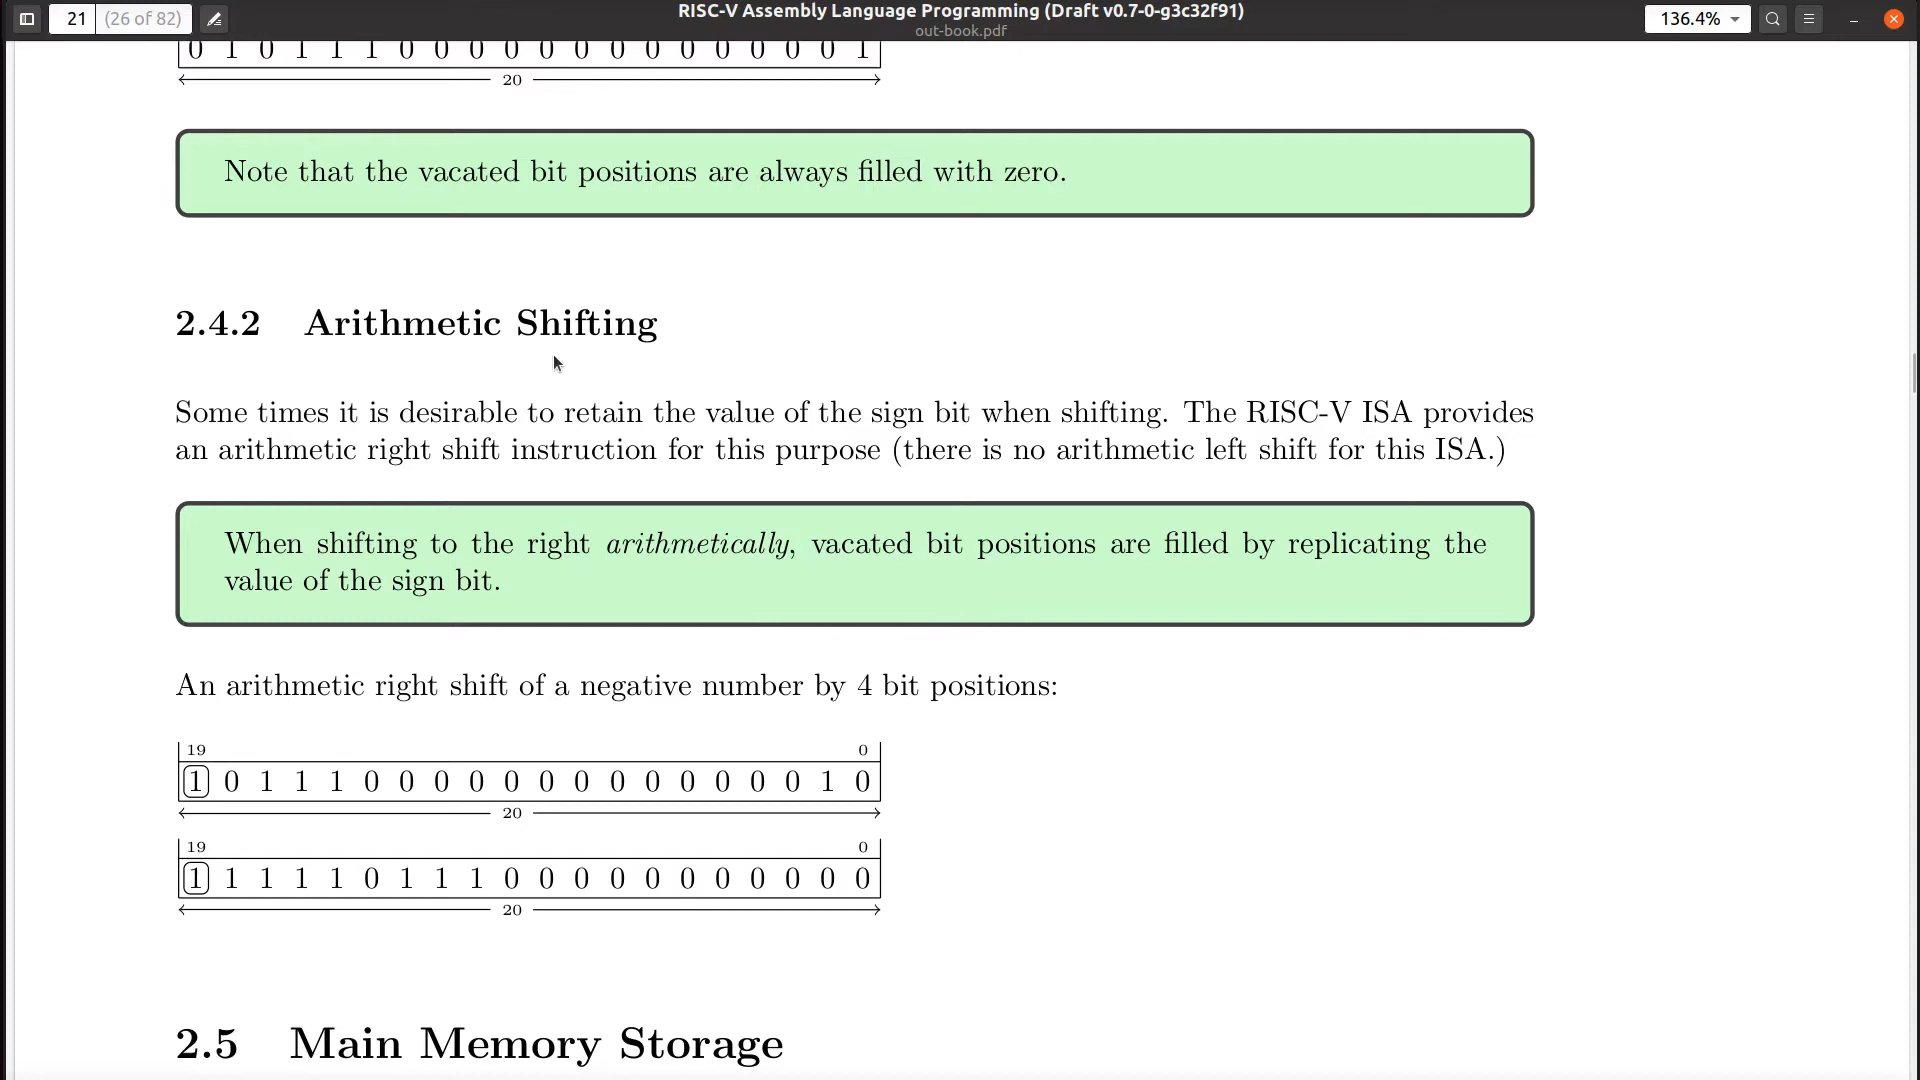 21 (26 of 82)
RISC-V Assembly Language Programming (Draft v0.7-0-g3c32f91)
out-book.pdf
136.4%
0 1 0 1 1 1 0 0 0 0 0 0 0 0 0 0 0 0 0 1
20
Note that the vacated bit positions are always filled with zero.
2.4.2 Arithmetic Shifting
Some times it is desirable to retain the value of the sign bit when shifting. The RISC-V ISA provides
an arithmetic right shift instruction for this purpose (there is no arithmetic left shift for this ISA.)
When shifting to the right arithmetically, vacated bit positions are filled by replicating the
value of the sign bit.
An arithmetic right shift of a negative number by 4 bit positions:
19 0
1 0 1 1 1 0 0 0 0 0 0 0 0 0 0 0 0 0 1 0
20
19 0
1 1 1 1 1 0 1 1 1 0 0 0 0 0 0 0 0 0 0 0
20
2.5 Main Memory Storage